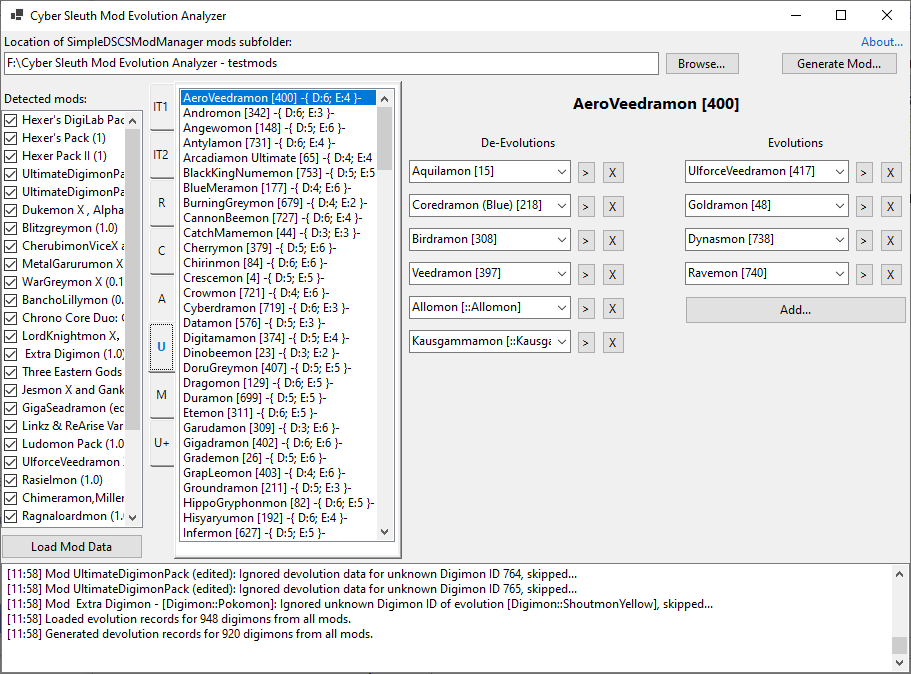 Cyber Sleuth Mod Evolution Analyzer
Location of SimpleDSCSModManager mods subfolder:
About...
F:\Cyber Sleuth Mod Evolution Analyzer - testmods
Browse...
Generate Mod...
Detected mods:
Hexer's DigiLab Pac
Hexer's Pack (1)
Hexer Pack II (1)
UltimateDigimonPa
UltimateDigimonPa
Dukemon X , Alpha
Blitzgreymon (1.0)
CherubimonViceX a
MetalGarurumon X
WarGreymon X (0.1
BanchoLillymon (0.
Chrono Core Duo: 
LordKnightmon X,
Extra Digimon (1.0)
Three Eastern Gods
Jesmon X and Gank
GigaSeadramon (ed
Linkz & ReArise Var
Ludomon Pack (1.0
UlforceVeedramon
Rasielmon (1.0)
Chimeramon,Miller
Ragnaloardmon (1.
Load Mod Data
IT1
IT2
R
C
A
U
M
U+
AeroVeedramon [400] -{ D:6; E:4 }-
Andromon [342] -{ D:6; E:3 }-
Angewomon [148] -{ D:5; E:6 }-
Antylamon [731] -{ D:6; E:4 }-
Arcadiamon Ultimate [65] -{ D:4; E:4
BlackKingNumemon [753] -{ D:5; E:5
BlueMeramon [177] -{ D:4; E:6 }-
BurningGreymon [679] -{ D:4; E:2 }-
CannonBeemon [727] -{ D:6; E:4 }-
CatchMamemon [44] -{ D:3; E:3 }-
Cherrymon [379] -{ D:5; E:6 }-
Chirinmon [84] -{ D:6; E:6 }-
Crescemon [4] -{ D:5; E:5 }-
Crowmon [721] -{ D:4; E:6 }-
Cyberdramon [719] -{ D:6; E:3 }-
Datamon [576] -{ D:5; E:3 }-
Digitamamon [374] -{ D:5; E:4 }-
Dinobeemon [23] -{ D:3; E:2 }-
DoruGreymon [407] -{ D:5; E:5 }-
Dragomon [129] -{ D:6; E:5 }-
Duramon [699] -{ D:5; E:5 }-
Etemon [311] -{ D:6; E:5 }-
Garudamon [309] -{ D:3; E:6 }-
Gigadramon [402] -{ D:6; E:6 }-
Grademon [26] -{ D:5; E:6 }-
GrapLeomon [403] -{ D:4; E:6 }-
Groundramon [211] -{ D:5; E:3 }-
HippoGryphonmon [82] -{ D:6; E:5 }-
Hisyaryumon [192] -{ D:6; E:4 }-
Infermon [627] -{ D:5; E:5 }-
AeroVeedramon [400]
De-Evolutions
Evolutions
Aquilamon [15] > X
UlforceVeedramon [417] > X
Coredramon (Blue) [218] > X
Goldramon [48] > X
Birdramon [308] > X
Dynasmon [738] > X
Veedramon [397] > X
Ravemon [740] > X
Allomon [::Allomon] > X
Add...
Kausgammamon [::Kausga > X
[11:58] Mod UltimateDigimonPack (edited): Ignored devolution data for unknown Digimon ID 764, skipped...
[11:58] Mod UltimateDigimonPack (edited): Ignored devolution data for unknown Digimon ID 765, skipped...
[11:58] Mod  Extra Digimon - [Digimon::Pokomon]: Ignored unknown Digimon ID of evolution [Digimon::ShoutmonYellow], skipped...
[11:58] Loaded evolution records for 948 digimons from all mods.
[11:58] Generated devolution records for 920 digimons from all mods.